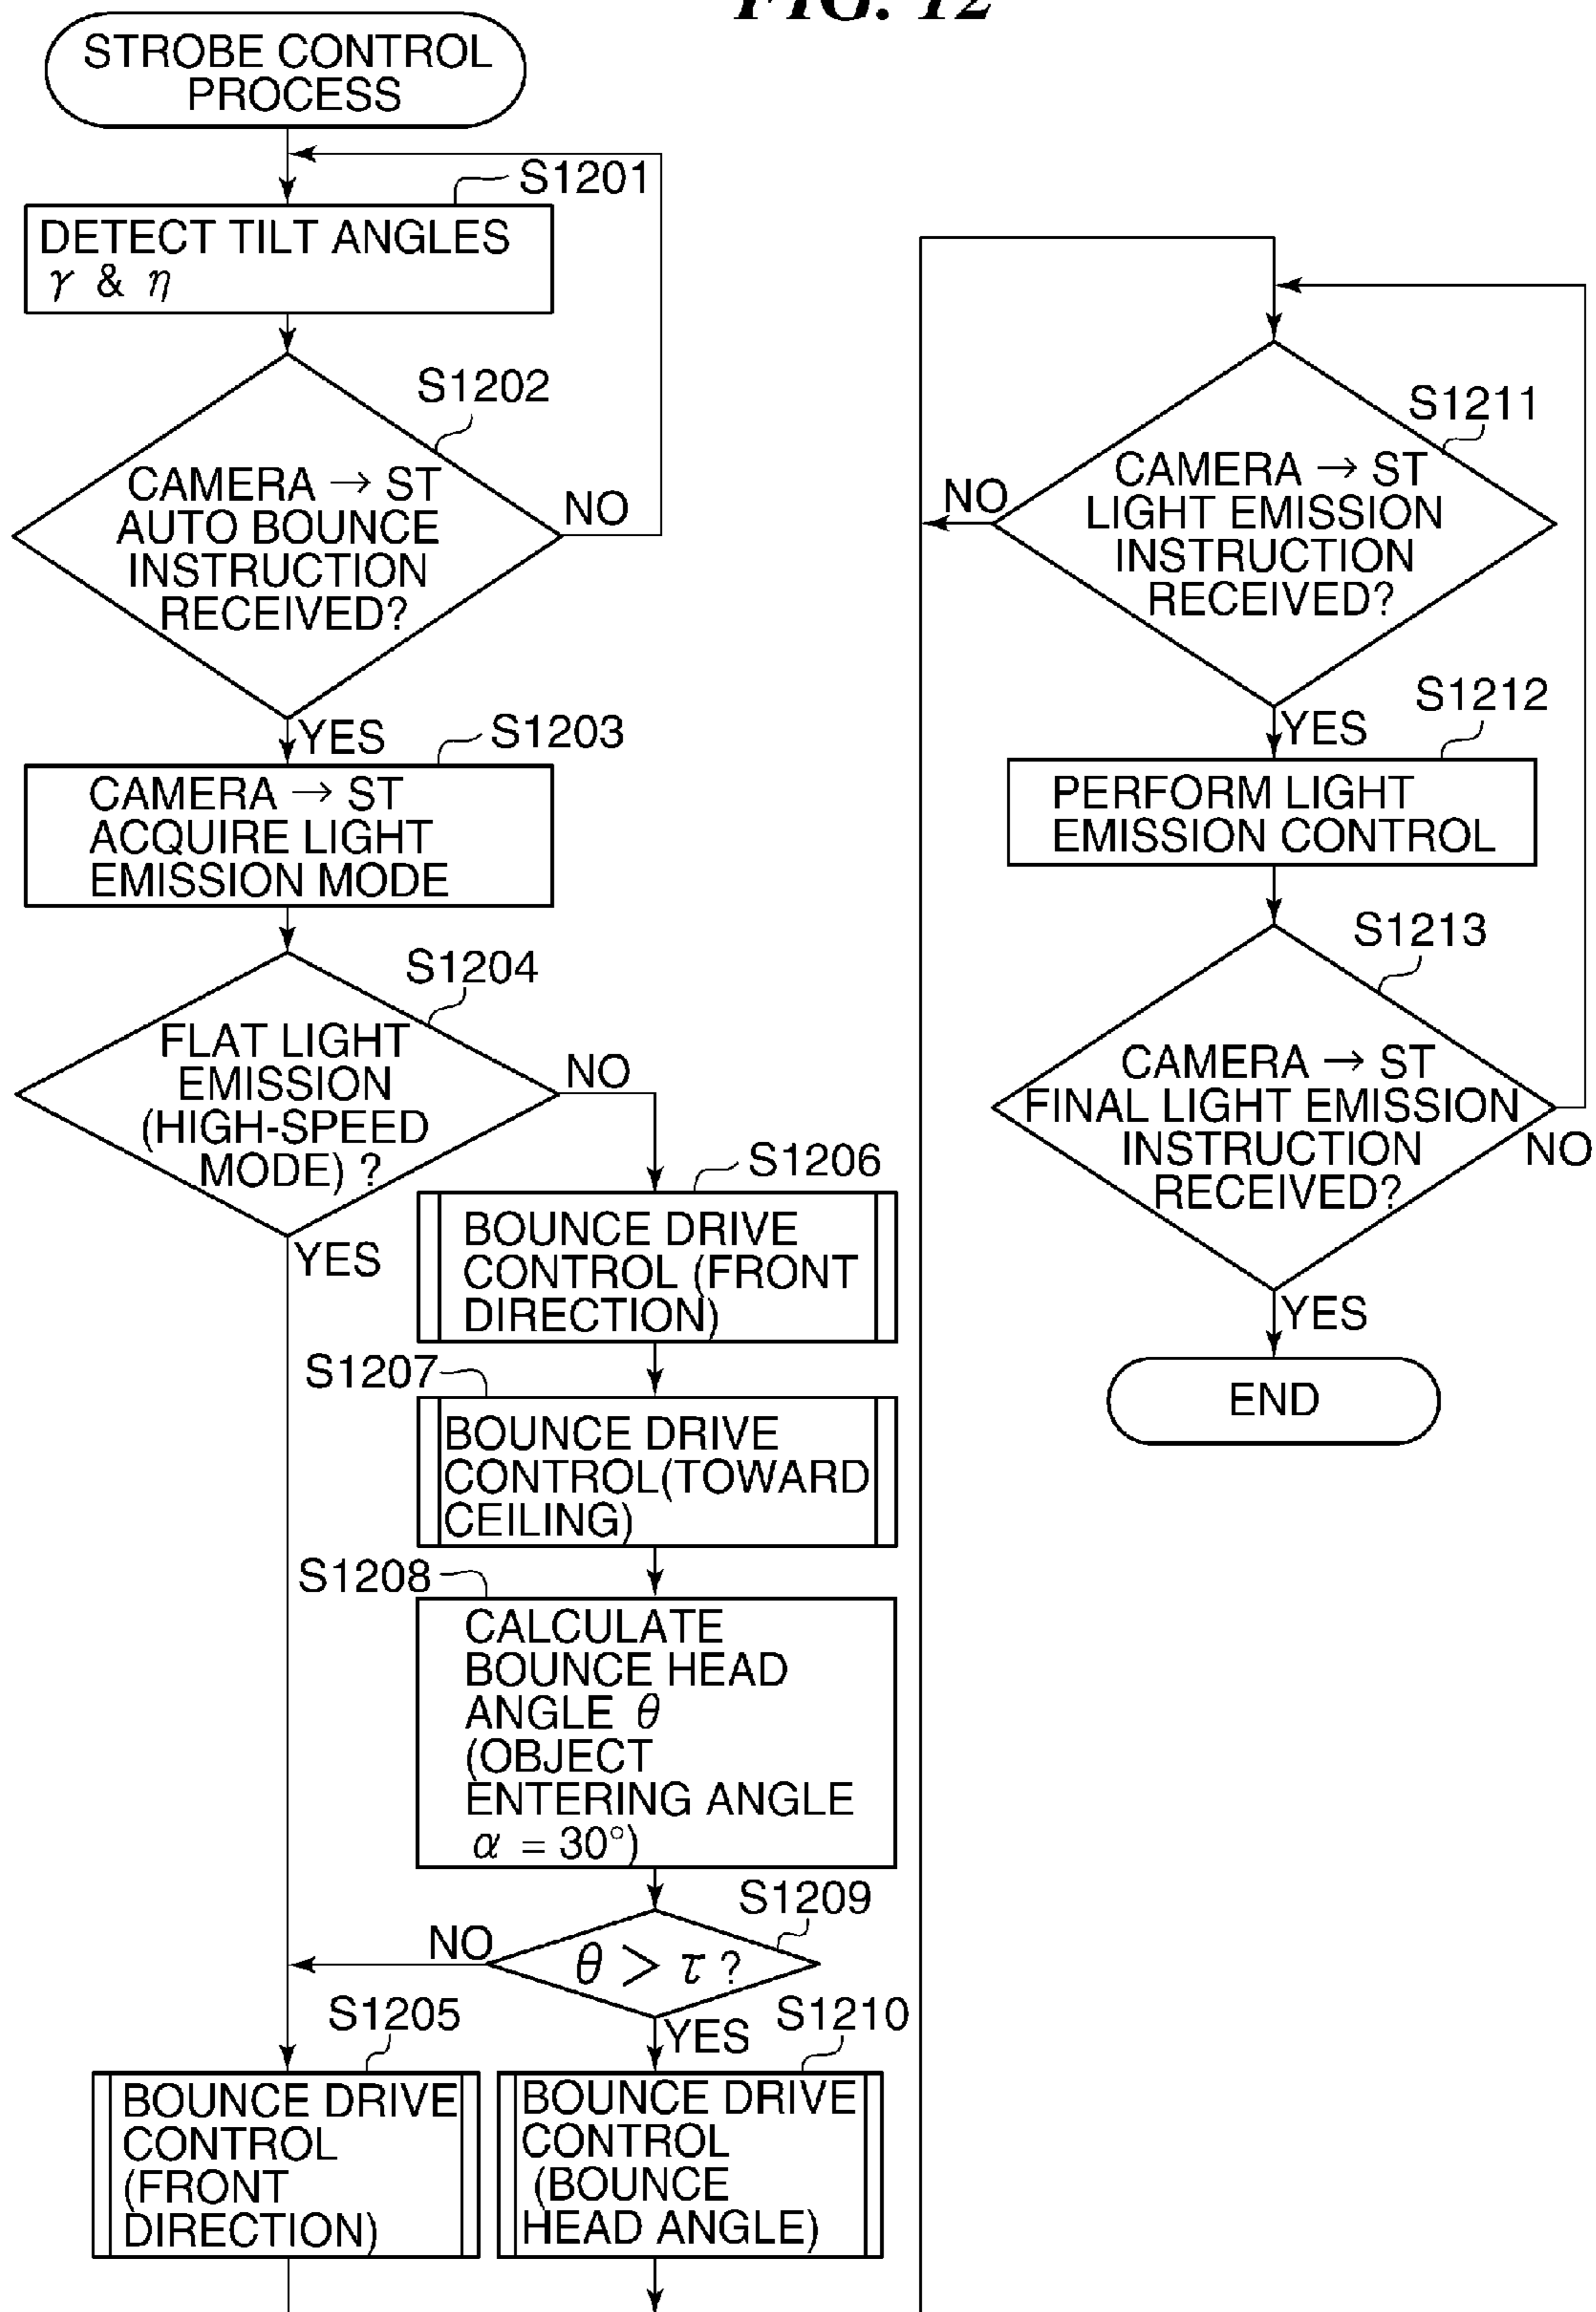 FIG. 12
STROBE CONTROL
PROCESS
S1201
DETECT TILT ANGLES
γ & η
S1202
CAMERA → ST
AUTO BOUNCE
INSTRUCTION
RECEIVED?
NO
YES
S1203
CAMERA → ST
ACQUIRE LIGHT
EMISSION MODE
S1204
FLAT LIGHT
EMISSION
(HIGH-SPEED
MODE) ?
NO
YES
S1206
BOUNCE DRIVE
CONTROL (FRONT
DIRECTION)
S1207
BOUNCE DRIVE
CONTROL(TOWARD
CEILING)
S1208
CALCULATE
BOUNCE HEAD
ANGLE θ
(OBJECT
ENTERING ANGLE
α = 30°)
S1209
θ > τ ?
NO
YES
S1205
BOUNCE DRIVE
CONTROL
(FRONT
DIRECTION)
S1210
BOUNCE DRIVE
CONTROL
(BOUNCE
HEAD ANGLE)
S1211
CAMERA → ST
LIGHT EMISSION
INSTRUCTION
RECEIVED?
NO
YES
S1212
PERFORM LIGHT
EMISSION CONTROL
S1213
CAMERA → ST
FINAL LIGHT EMISSION
INSTRUCTION
RECEIVED?
NO
YES
END